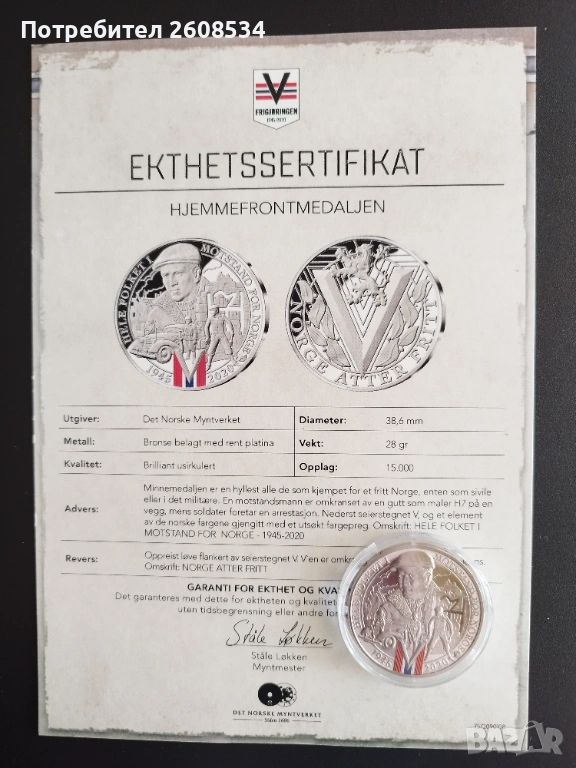 Потребител 2608534
V
FRIGJØRINGEN
1945-2020
EKTHETSSERTIFIKAT
HJEMMEFRONTMEDALJEN
HELE FOLKET I MOTSTAND FOR NORGE
1945 2020
NORGE ATTER FRITT
Utgiver: Det Norske Myntverket Diameter: 38,6 mm
Metall: Bronse belagt med rent platina Vekt: 28 gr
Kvalitet: Brilliant usirkulert Opplag: 15.000
Minnemedaljen er en hyllest alle de som kjempet for et fritt Norge, enten som sivile
eller i det militære. En motstandsmann er omkranset av en gutt som maler H7 på en
Advers: vegg, mens soldater foretar en arrestasjon. Nederst seierstegnet V, og et element
av de norske fargene gjengitt med et utsøkt fargepreg. Omskrift: HELE FOLKET I
MOTSTAND FOR NORGE - 1945-2020
Revers: Oppreist løve flankert av seierstegnet V. V'en er omkr
Omskrift: NORGE ATTER FRITT
GARANTI FOR EKTHET OG KVA
Det garanteres med dette for ektheten og kvalitet
uten tidsbegrensning eller andre for
Ståle Løkken
Ståle Løkken
Myntmester
DET NORSKE MYNTVERKET
Siden 1686
BAZAR